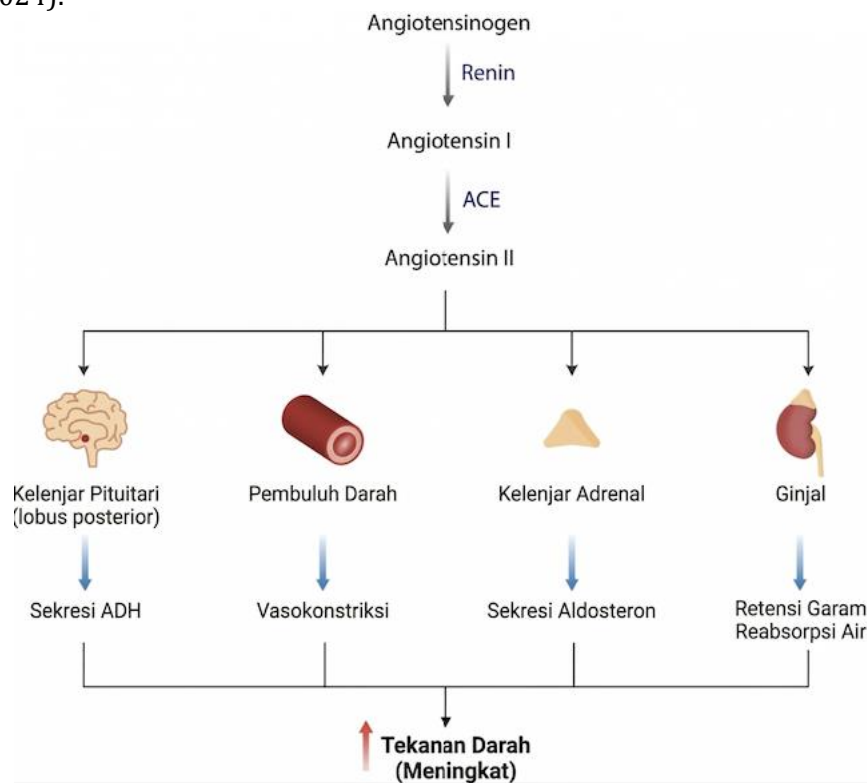 Angiotensinogen
Renin
Angiotensin I
ACE
Angiotensin II
Kelenjar Pituitari
(lobus posterior)
Pembuluh Darah
Kelenjar Adrenal
Ginjal
Sekresi ADH
Vasokonstriksi
Sekresi Aldosteron
Retensi Garam
Reabsorpsi Air
Tekanan Darah
(Meningkat)